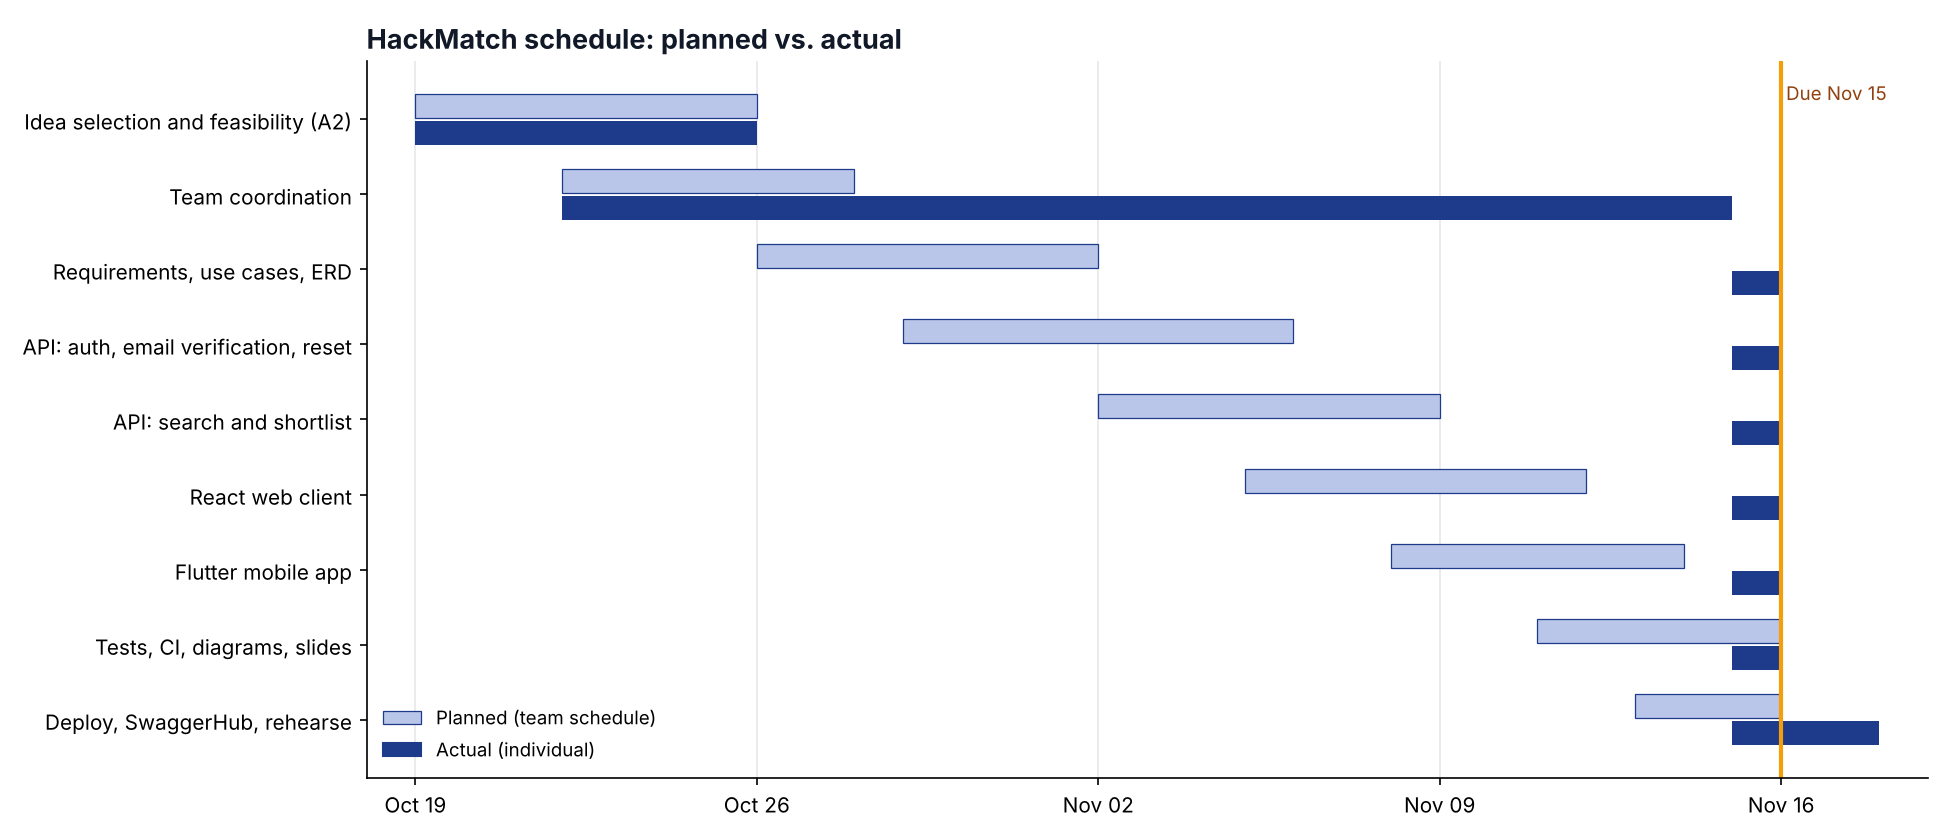 HackMatch schedule: planned vs. actual
Due Nov 15
Idea selection and feasibility (A2)
Team coordination
Requirements, use cases, ERD
API: auth, email verification, reset
API: search and shortlist
React web client
Flutter mobile app
Tests, CI, diagrams, slides
Deploy, SwaggerHub, rehearse
Planned (team schedule)
Actual (individual)
Oct 19
Oct 26
Nov 02
Nov 09
Nov 16